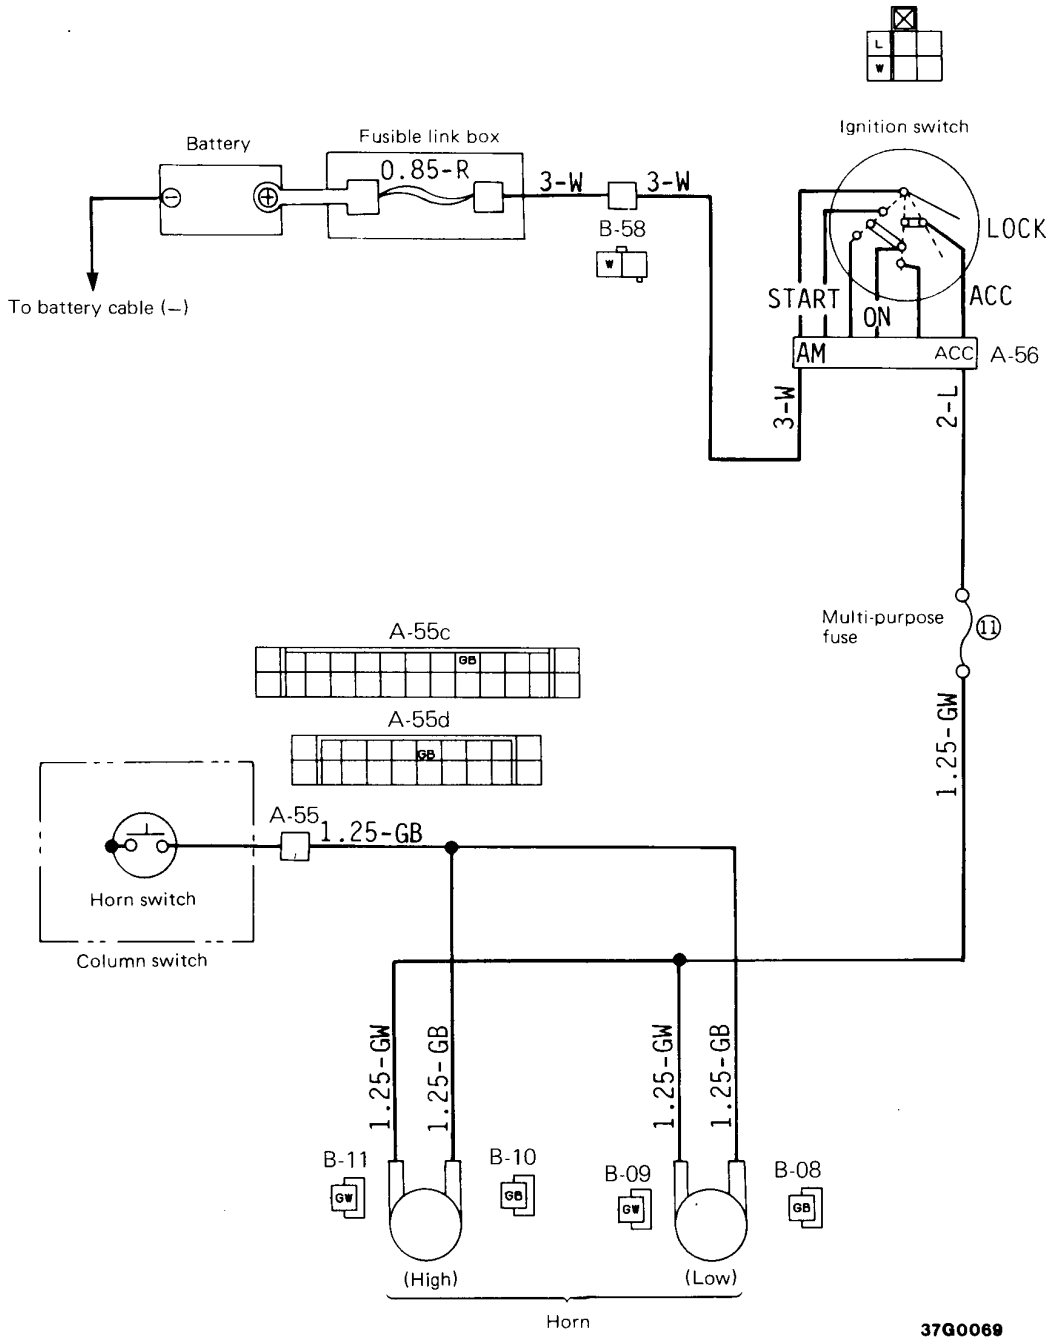 L
W
Ignition switch
Battery
Fusible link box
0.85-R
3-W
3-W
B-58
W
LOCK
To battery cable (−)
START
ACC
ON
AM
ACC
A-56
3-W
2-L
Multi-purpose
fuse
11
A-55c
GB
1.25-GW
A-55d
GB
A-55
1.25-GB
Horn switch
Column switch
1.25-GW
1.25-GB
1.25-GW
1.25-GB
B-11
GW
B-10
GB
B-09
GW
B-08
GB
(High)
(Low)
Horn
37G0069